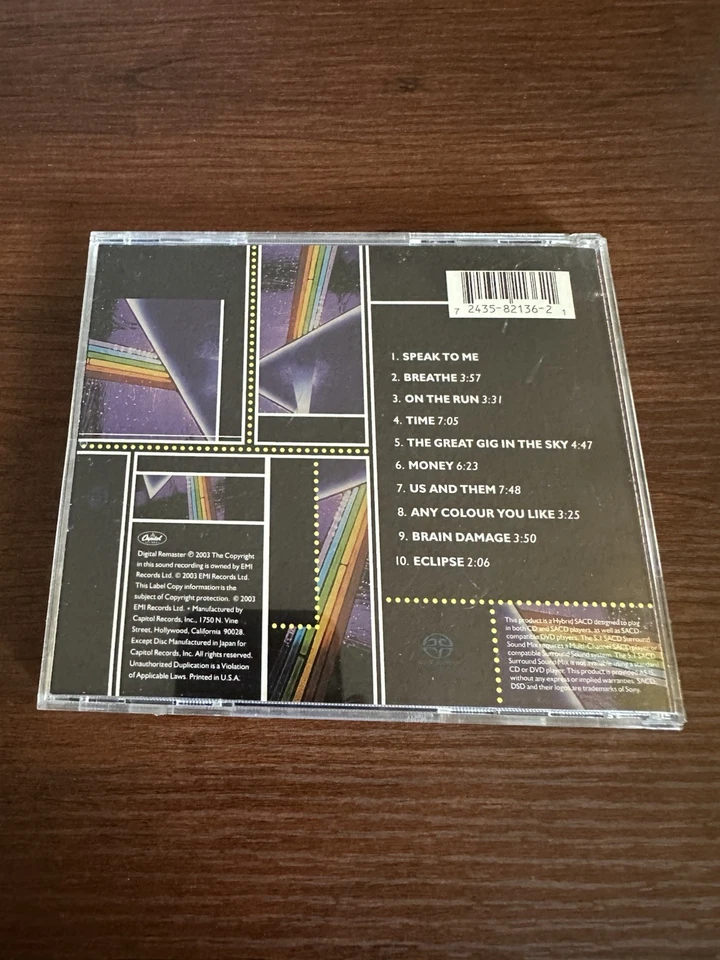 7 2435-82136-2 1
1. SPEAK TO ME
2. BREATHE 3:57
3. ON THE RUN 3:31
4. TIME 7:05
5. THE GREAT GIG IN THE SKY 4:47
6. MONEY 6:23
7. US AND THEM 7:48
8. ANY COLOUR YOU LIKE 3:25
9. BRAIN DAMAGE 3:50
10. ECLIPSE 2:06
Capitol
Digital Remaster ℗ 2003 The Copyright
in this sound recording is owned by EMI
Records Ltd. © 2003 EMI Records Ltd.
This Label Copy information is the
subject of Copyright protection. © 2003
EMI Records Ltd. • Manufactured by
Capitol Records, Inc., 1750 N. Vine
Street, Hollywood, California 90028.
Except Disc Manufactured in Japan for
Capitol Records, Inc. All rights reserved.
Unauthorized Duplication is a Violation
of Applicable Laws. Printed in U.S.A.
This product is a Hybrid SACD designed to play
in both CD and SACD players, as well as SACD-
compatible DVD players. The 5.1 SACD Surround
Sound Mix requires a Multi-Channel SACD player
compatible Surround Sound system. The 5.1 SACD
Surround Sound Mix is not available using a standard
CD or DVD player. This product is provided AS-IS,
without any express or implied warranties. SACD,
DSD and their logos are trademarks of Sony.